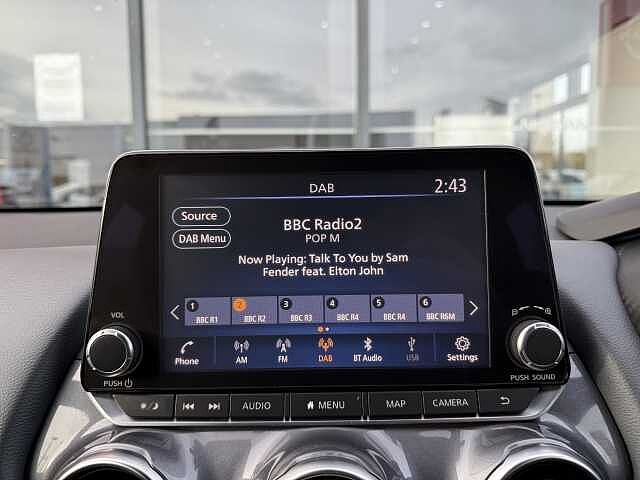 DAB
2:43
Source
BBC Radio2
DAB Menu
POP M
Now Playing: Talk To You by Sam
Fender feat. Elton John
1 2 3 4 5 6
BBC R1 BBC R2 BBC R3 BBC R4 BBC R4 BBC R6M
Phone AM FM DAB BT Audio USB Settings
VOL
PUSH
PUSH SOUND
AUDIO MENU MAP CAMERA